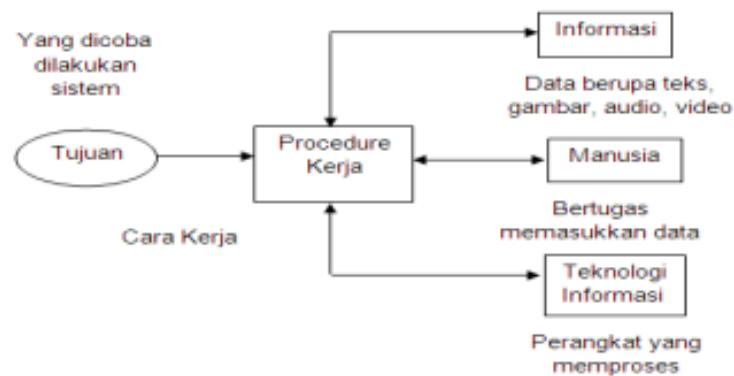 Yang dicoba
dilakukan
sistem
Tujuan
Procedure
Kerja
Cara Kerja
Informasi
Data berupa teks,
gambar, audio, video
Manusia
Bertugas
memasukkan data
Teknologi
Informasi
Perangkat yang
memproses